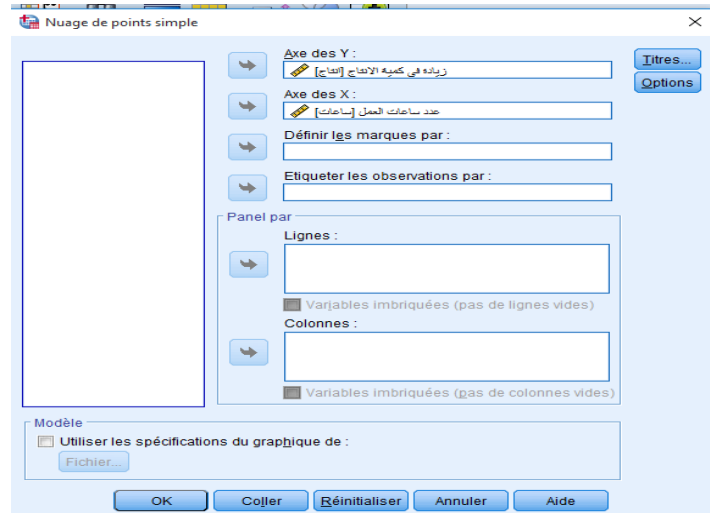 Nuage de points simple
Axe des Y :
زياده في كميه الانتاج [انتاج]
Axe des X :
عدد ساعات العمل [ساعات]
Définir les marques par :
Etiqueter les observations par :
Panel par
Lignes :
Variables imbriquées (pas de lignes vides)
Colonnes :
Variables imbriquées (pas de colonnes vides)
Titres...
Options
Modèle
Utiliser les spécifications du graphique de :
Fichier...
OK
Coller
Réinitialiser
Annuler
Aide